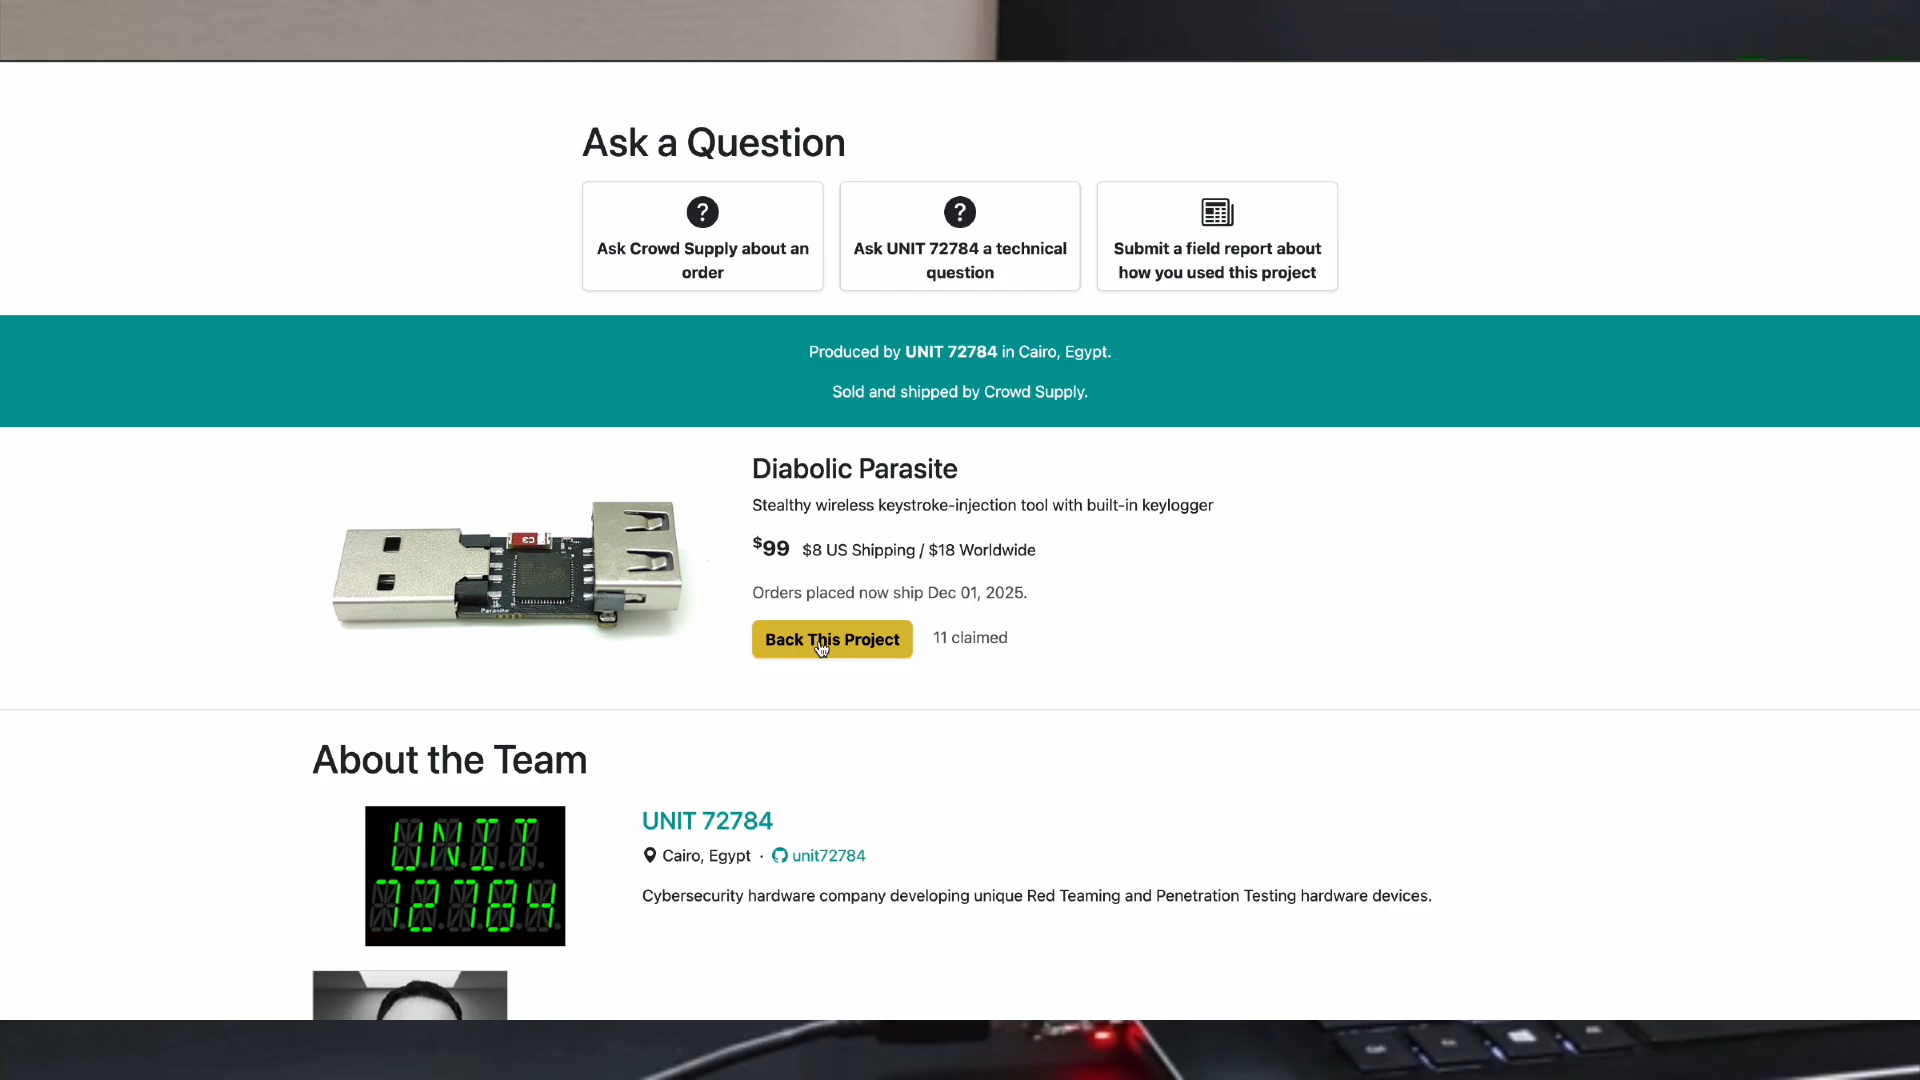 Ask a Question
Ask Crowd Supply about an
order
Ask UNIT 72784 a technical
question
Submit a field report about
how you used this project
Produced by UNIT 72784 in Cairo, Egypt.
Sold and shipped by Crowd Supply.
Diabolic Parasite
Stealthy wireless keystroke-injection tool with built-in keylogger
$99 $8 US Shipping / $18 Worldwide
Orders placed now ship Dec 01, 2025.
Back This Project 11 claimed
C3
Parasite
About the Team
UNIT
72784
UNIT 72784
Cairo, Egypt · unit72784
Cybersecurity hardware company developing unique Red Teaming and Penetration Testing hardware devices.
Ctrl
Fn